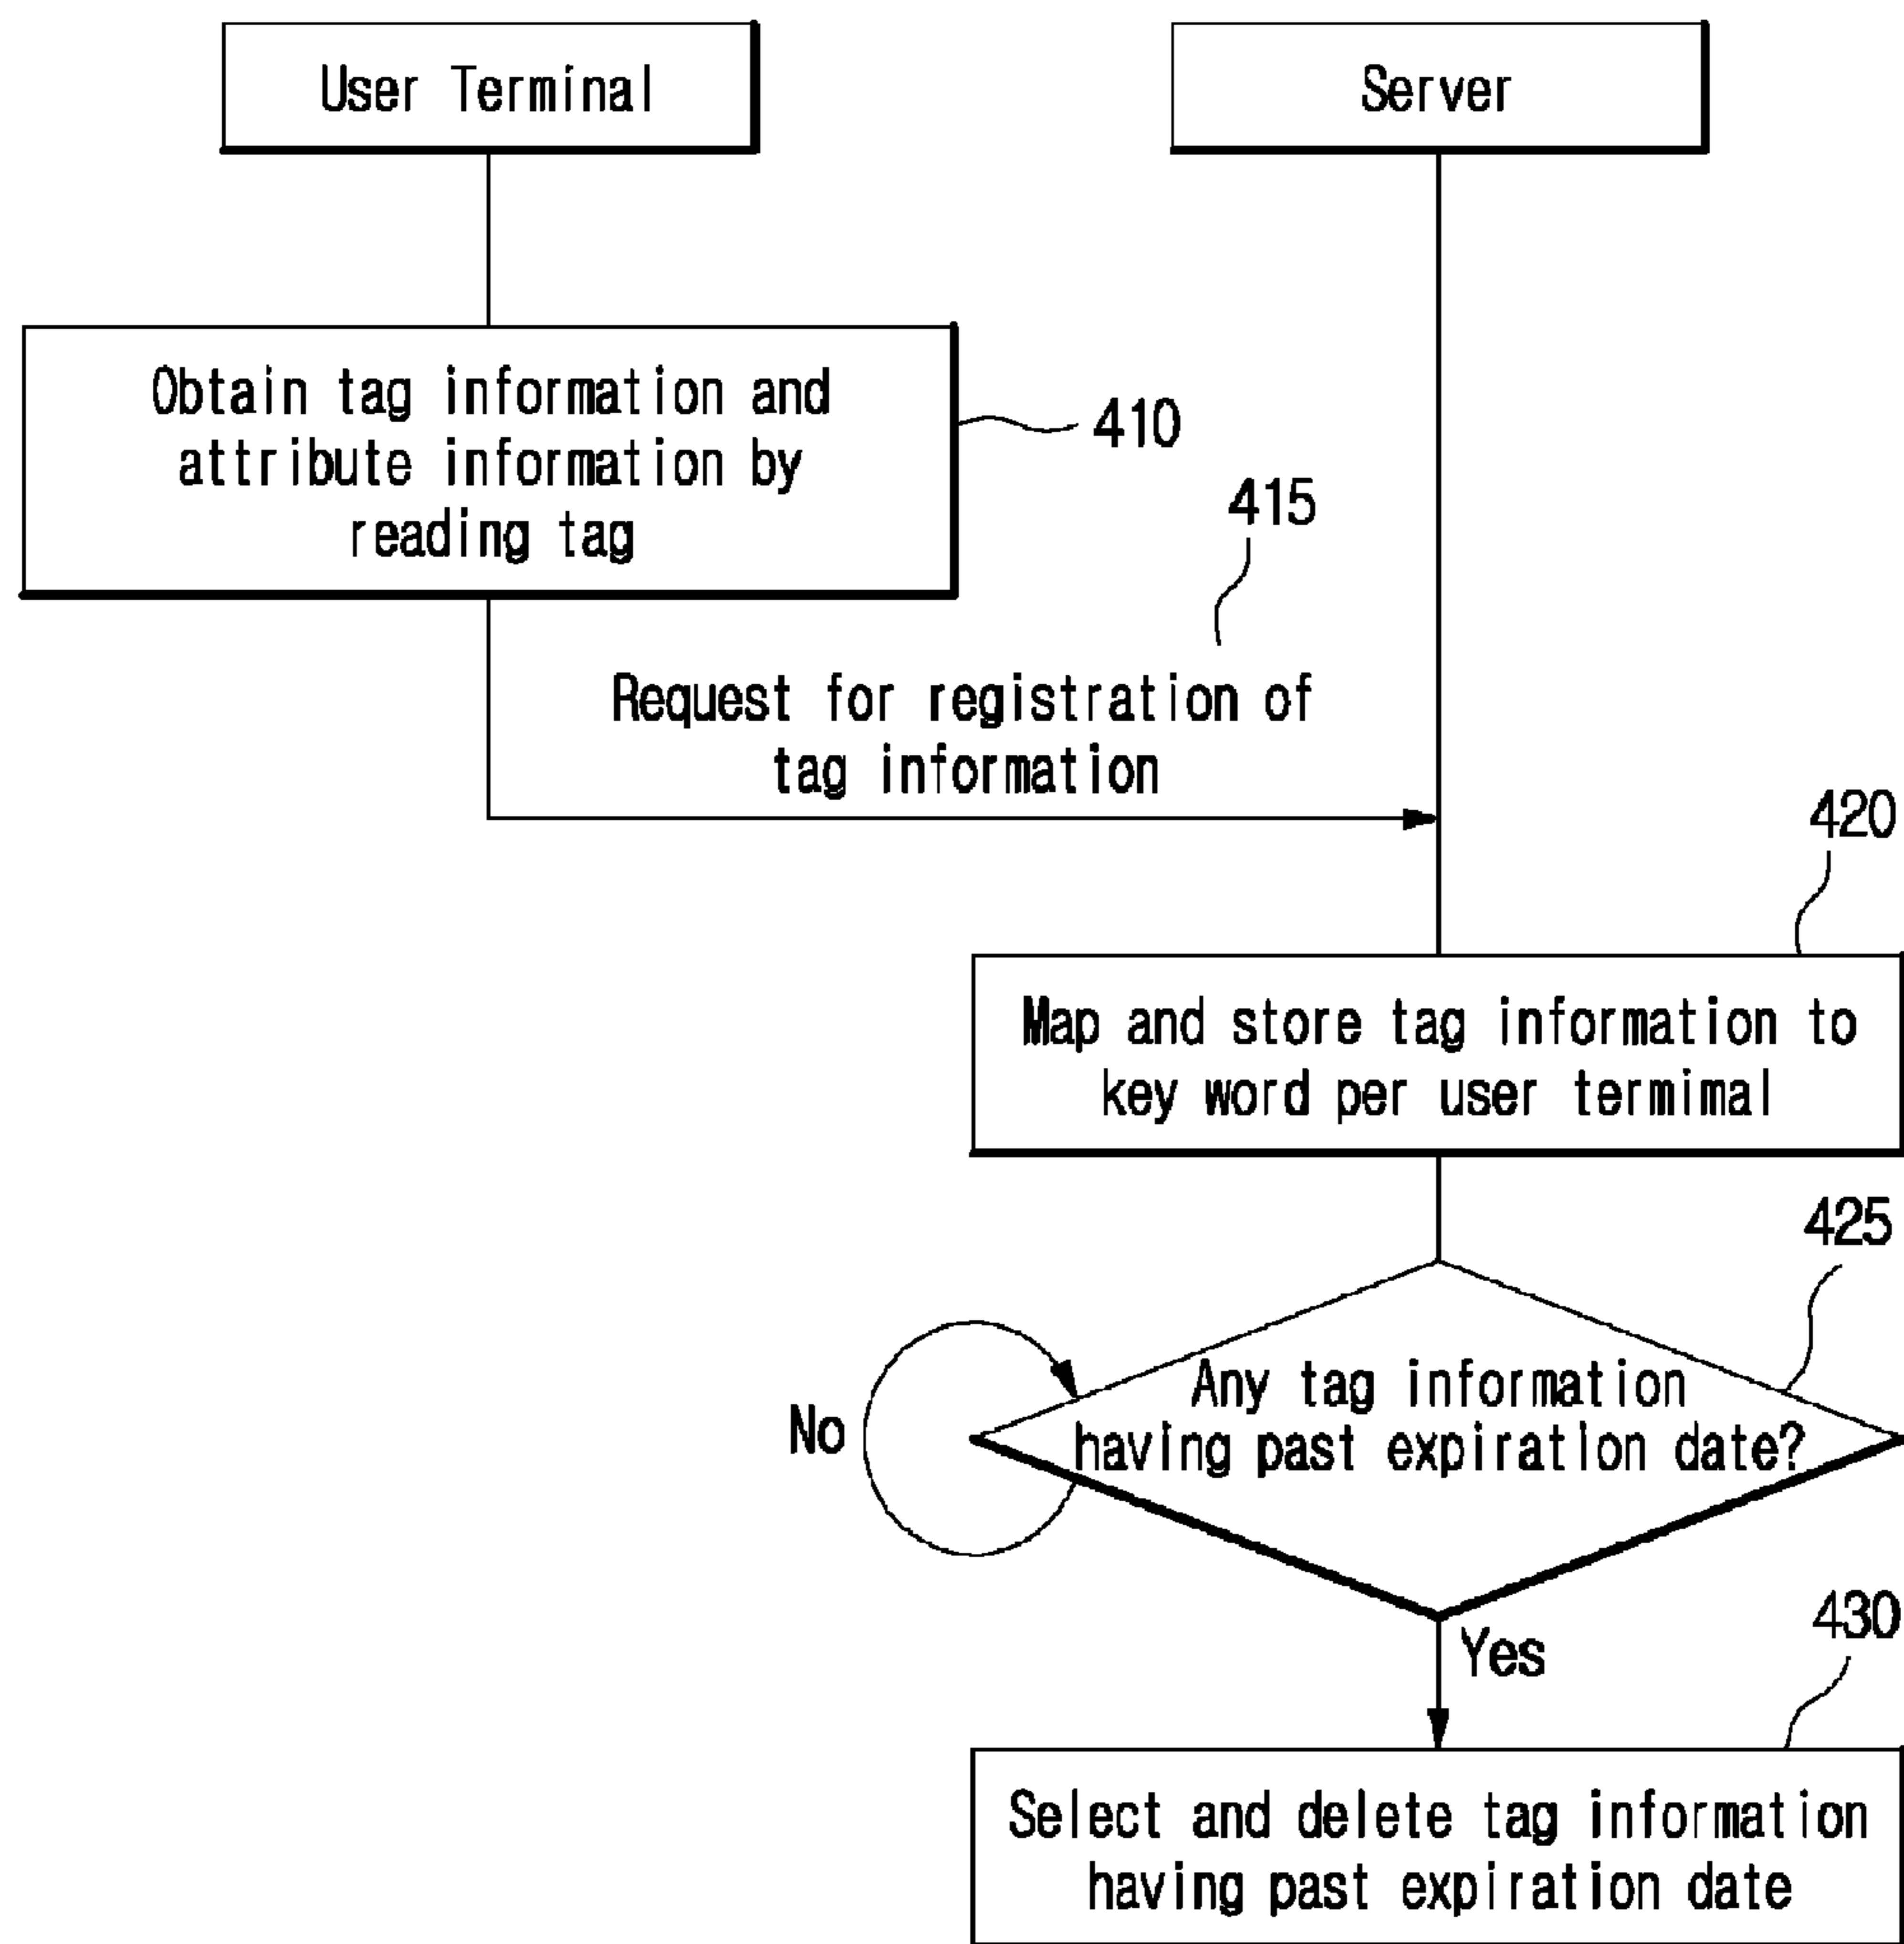 User Terminal
Server
Obtain tag information and
attribute information by
reading tag
410
415
Request for registration of
tag information
420
Map and store tag information to
key word per user termimal
425
Any tag information
having past expiration date?
No
Yes
430
Select and delete tag information
having past expiration date